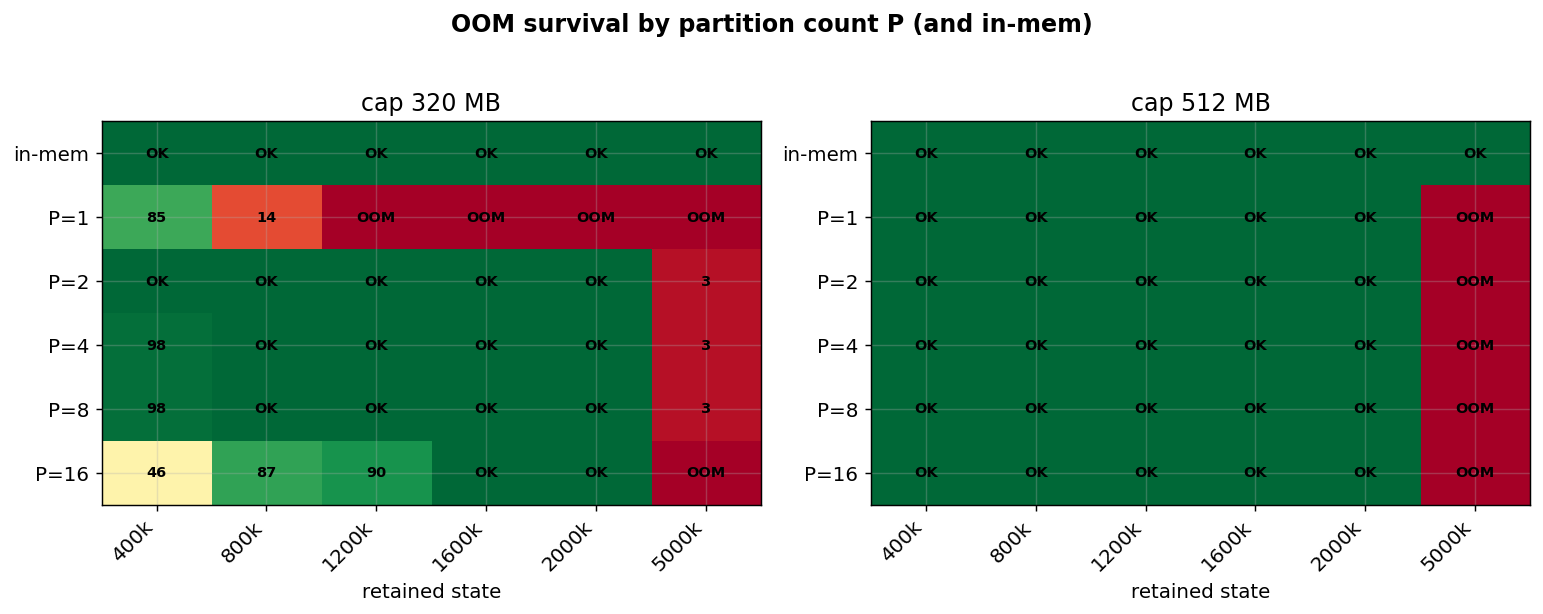 OOM survival by partition count P (and in-mem)
cap 320 MB
in-mem OK OK OK OK OK OK
P=1 85 14 OOM OOM OOM OOM
P=2 OK OK OK OK OK 3
P=4 98 OK OK OK OK 3
P=8 98 OK OK OK OK 3
P=16 46 87 90 OK OK OOM
400k 800k 1200k 1600k 2000k 5000k
retained state
cap 512 MB
in-mem OK OK OK OK OK OK
P=1 OK OK OK OK OK OOM
P=2 OK OK OK OK OK OOM
P=4 OK OK OK OK OK OOM
P=8 OK OK OK OK OK OOM
P=16 OK OK OK OK OK OOM
400k 800k 1200k 1600k 2000k 5000k
retained state